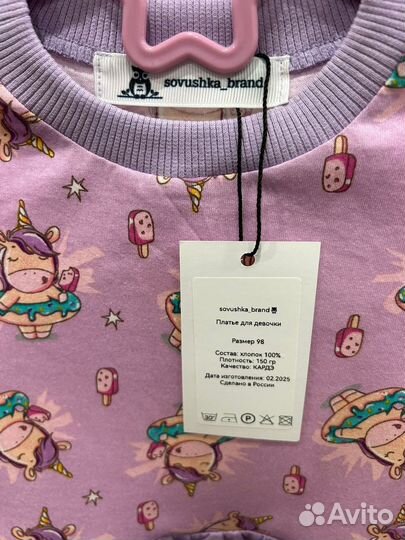 sovushka_brand
sovushka_brand
Платье для девочки
Размер 98
Состав: хлопок 100%
Плотность: 150 гр
Качество: КАРДЭ
Дата изготовления: 02.2025
Сделано в России
30°
P
Avito